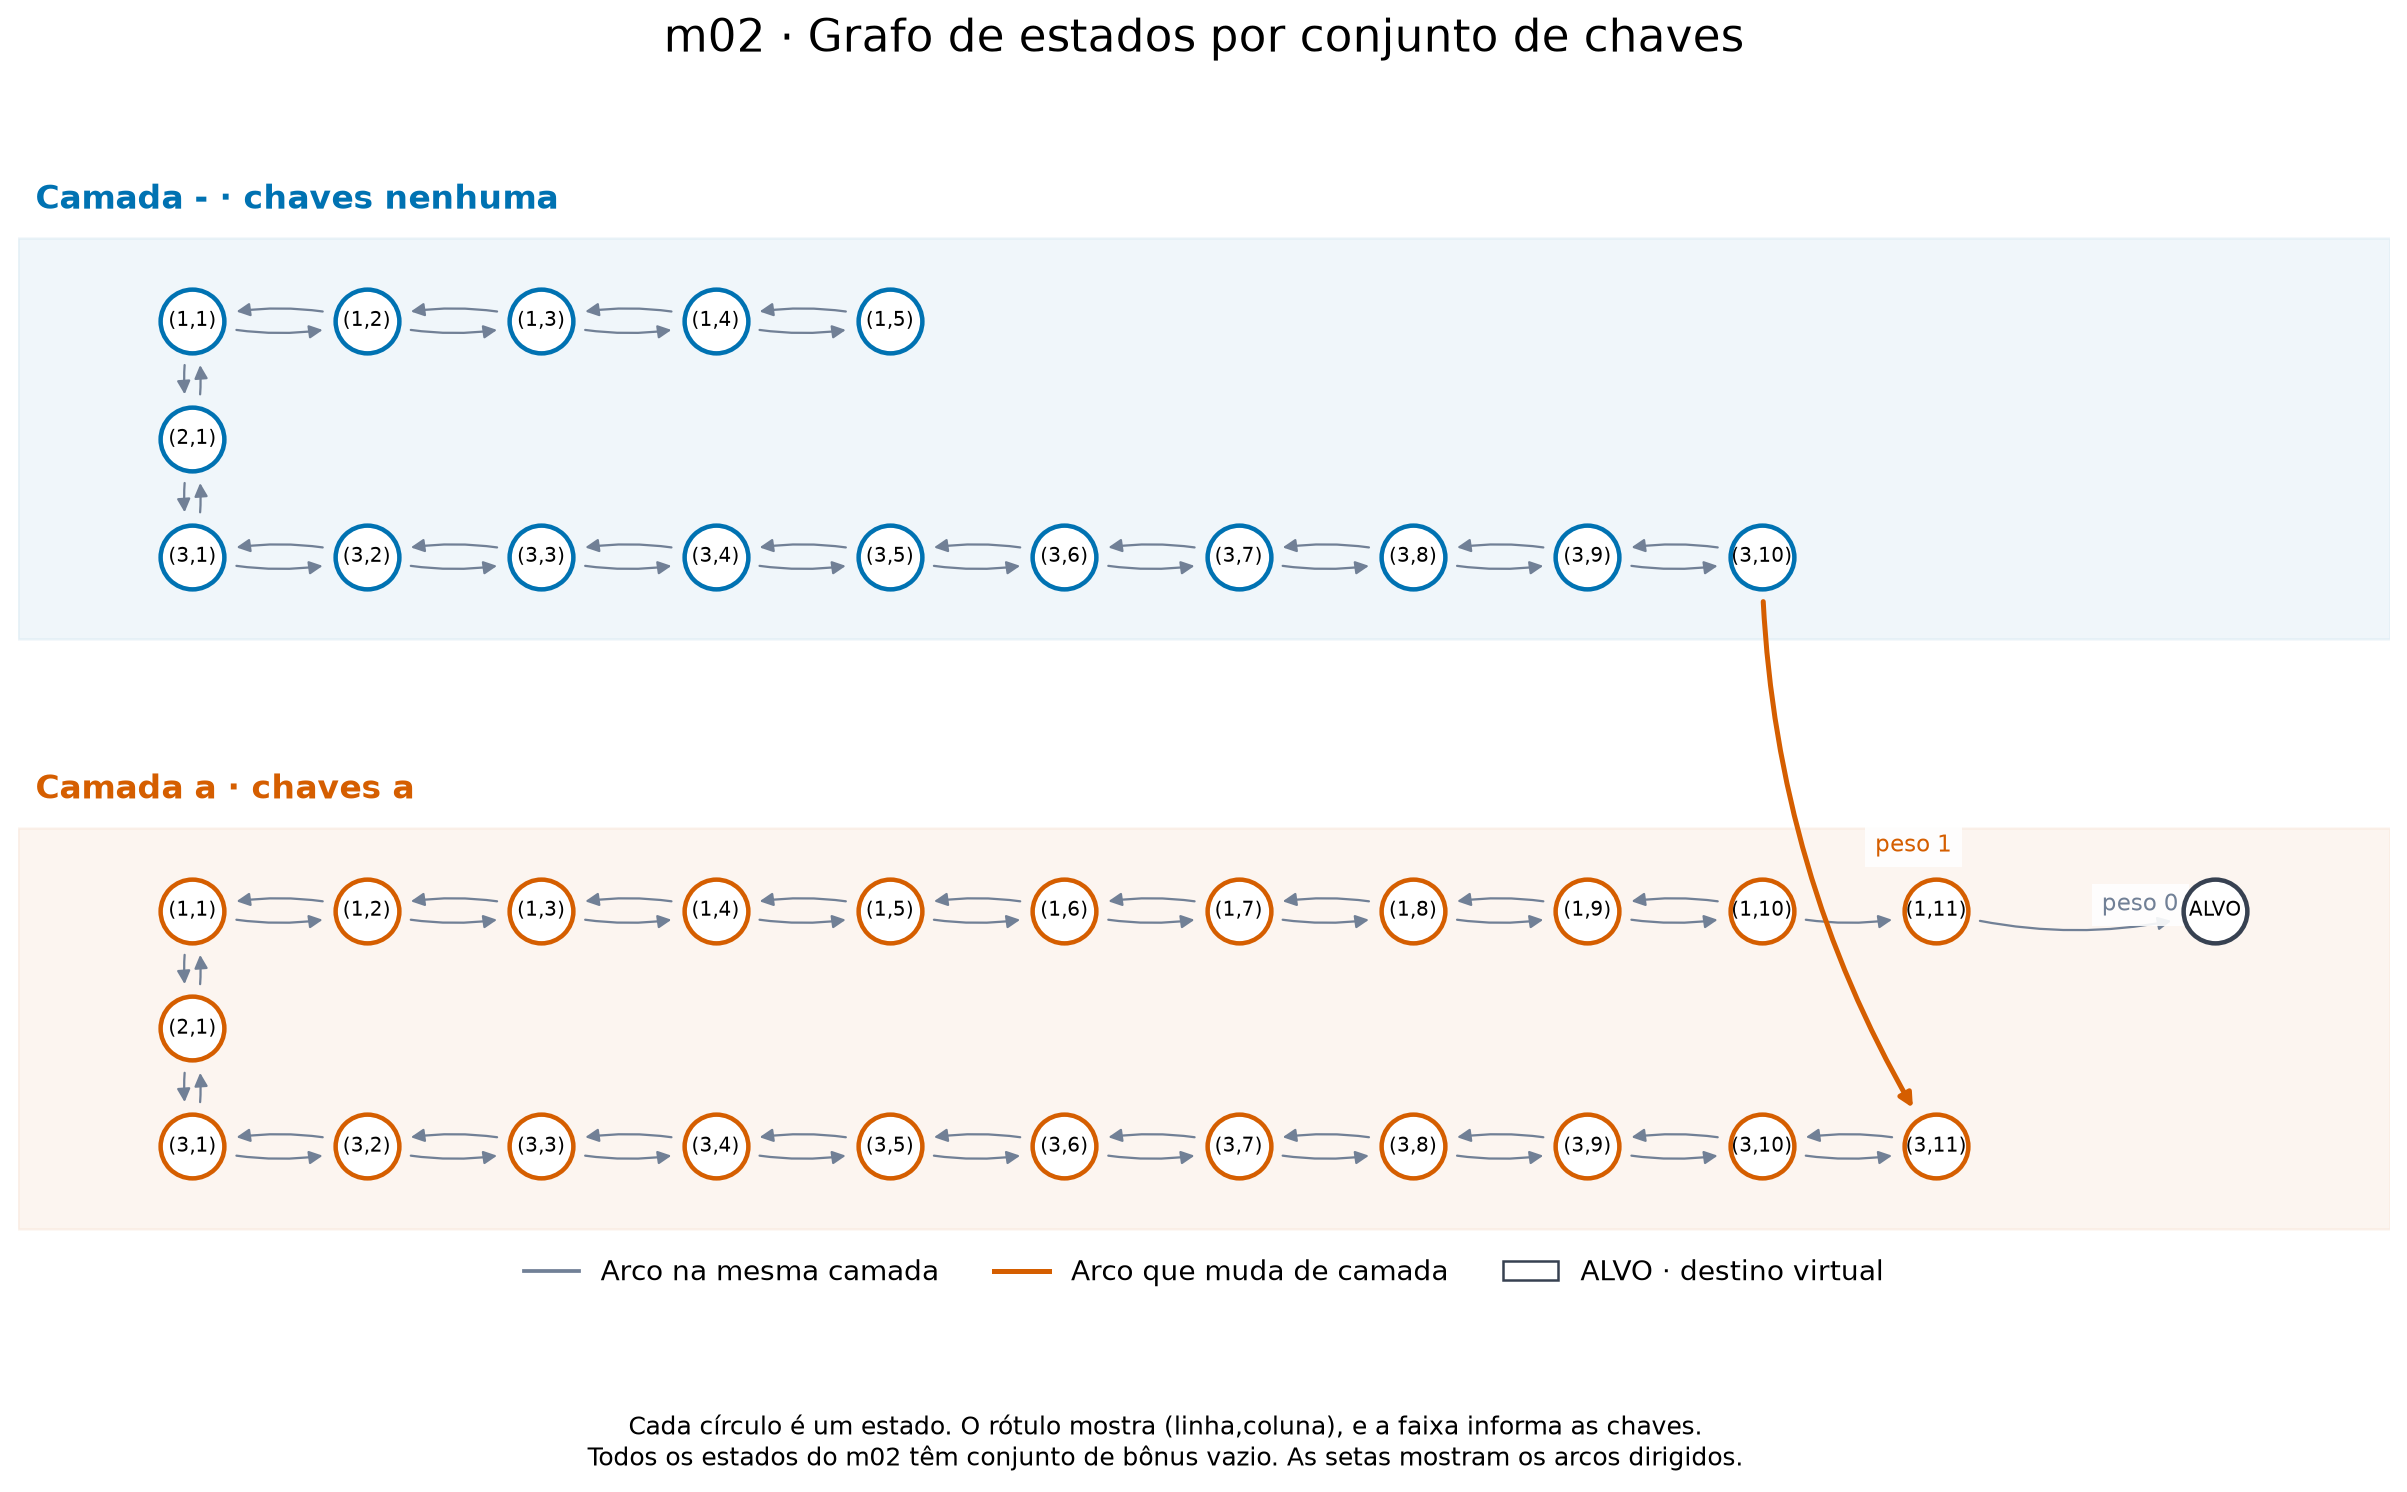 m02 · Grafo de estados por conjunto de chaves
Camada - · chaves nenhuma
(1,1) (1,2) (1,3) (1,4) (1,5)
(2,1)
(3,1) (3,2) (3,3) (3,4) (3,5) (3,6) (3,7) (3,8) (3,9) (3,10)
Camada a · chaves a
peso 1
(1,1) (1,2) (1,3) (1,4) (1,5) (1,6) (1,7) (1,8) (1,9) (1,10) (1,11) peso 0 ALVO
(2,1)
(3,1) (3,2) (3,3) (3,4) (3,5) (3,6) (3,7) (3,8) (3,9) (3,10) (3,11)
Arco na mesma camada Arco que muda de camada ALVO · destino virtual
Cada círculo é um estado. O rótulo mostra (linha,coluna), e a faixa informa as chaves.
Todos os estados do m02 têm conjunto de bônus vazio. As setas mostram os arcos dirigidos.